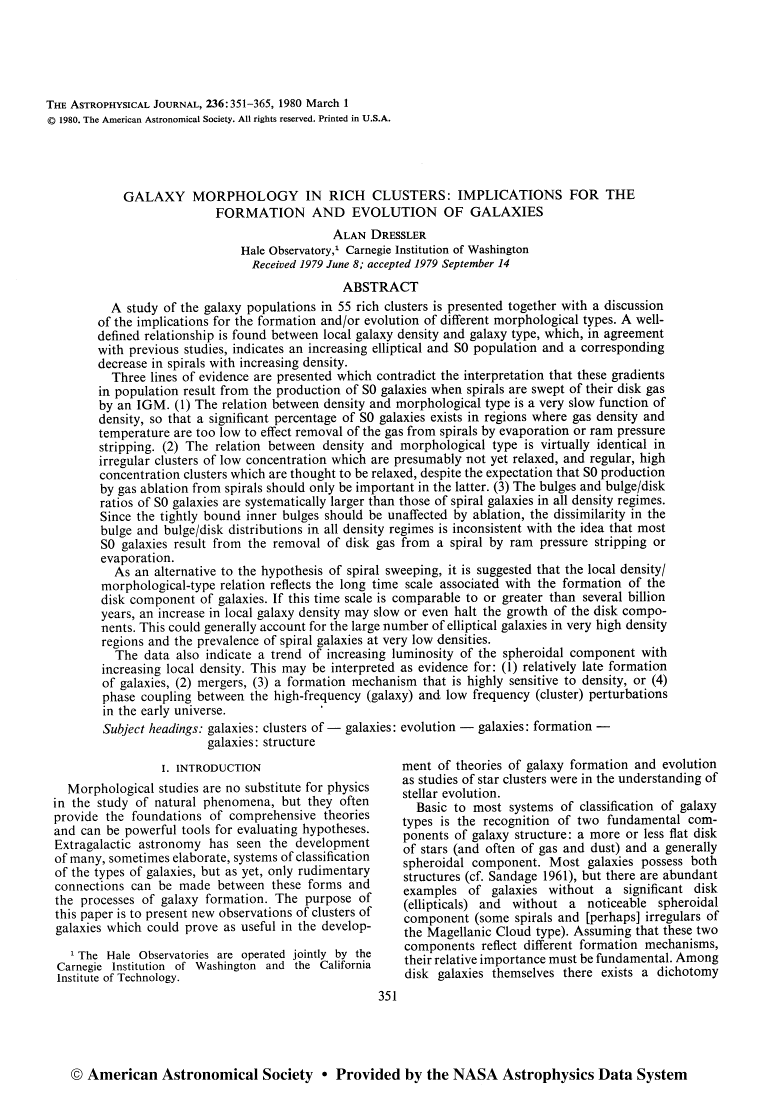 THE ASTROPHYSICAL JOURNAL, 236:351-365, 1980 March 1
© 1980. The American Astronomical Society. All rights reserved. Printed in U.S.A.
GALAXY MORPHOLOGY IN RICH CLUSTERS: IMPLICATIONS FOR THE
FORMATION AND EVOLUTION OF GALAXIES
ALAN DRESSLER
Hale Observatory,¹ Carnegie Institution of Washington
Received 1979 June 8; accepted 1979 September 14
ABSTRACT
A study of the galaxy populations in 55 rich clusters is presented together with a discussion
of the implications for the formation and/or evolution of different morphological types. A well-
defined relationship is found between local galaxy density and galaxy type, which, in agreement
with previous studies, indicates an increasing elliptical and S0 population and a corresponding
decrease in spirals with increasing density.
Three lines of evidence are presented which contradict the interpretation that these gradients
in population result from the production of S0 galaxies when spirals are swept of their disk gas
by an IGM. (1) The relation between density and morphological type is a very slow function of
density, so that a significant percentage of S0 galaxies exists in regions where gas density and
temperature are too low to effect removal of the gas from spirals by evaporation or ram pressure
stripping. (2) The relation between density and morphological type is virtually identical in
irregular clusters of low concentration which are presumably not yet relaxed, and regular, high
concentration clusters which are thought to be relaxed, despite the expectation that S0 production
by gas ablation from spirals should only be important in the latter. (3) The bulges and bulge/disk
ratios of S0 galaxies are systematically larger than those of spiral galaxies in all density regimes.
Since the tightly bound inner bulges should be unaffected by ablation, the dissimilarity in the
bulge and bulge/disk distributions in all density regimes is inconsistent with the idea that most
S0 galaxies result from the removal of disk gas from a spiral by ram pressure stripping or
evaporation.
As an alternative to the hypothesis of spiral sweeping, it is suggested that the local density/
morphological-type relation reflects the long time scale associated with the formation of the
disk component of galaxies. If this time scale is comparable to or greater than several billion
years, an increase in local galaxy density may slow or even halt the growth of the disk compo-
nents. This could generally account for the large number of elliptical galaxies in very high density
regions and the prevalence of spiral galaxies at very low densities.
The data also indicate a trend of increasing luminosity of the spheroidal component with
increasing local density. This may be interpreted as evidence for: (1) relatively late formation
of galaxies, (2) mergers, (3) a formation mechanism that is highly sensitive to density, or (4)
phase coupling between the high-frequency (galaxy) and low frequency (cluster) perturbations
in the early universe.
Subject headings: galaxies: clusters of — galaxies: evolution — galaxies: formation —
galaxies: structure
I. INTRODUCTION
Morphological studies are no substitute for physics
in the study of natural phenomena, but they often
provide the foundations of comprehensive theories
and can be powerful tools for evaluating hypotheses.
Extragalactic astronomy has seen the development
of many, sometimes elaborate, systems of classification
of the types of galaxies, but as yet, only rudimentary
connections can be made between these forms and
the processes of galaxy formation. The purpose of
this paper is to present new observations of clusters of
galaxies which could prove as useful in the develop-
¹ The Hale Observatories are operated jointly by the
Carnegie Institution of Washington and the California
Institute of Technology.
ment of theories of galaxy formation and evolution
as studies of star clusters were in the understanding of
stellar evolution.
Basic to most systems of classification of galaxy
types is the recognition of two fundamental com-
ponents of galaxy structure: a more or less flat disk
of stars (and often of gas and dust) and a generally
spheroidal component. Most galaxies possess both
structures (cf. Sandage 1961), but there are abundant
examples of galaxies without a significant disk
(ellipticals) and without a noticeable spheroidal
component (some spirals and [perhaps] irregulars of
the Magellanic Cloud type). Assuming that these two
components reflect different formation mechanisms,
their relative importance must be fundamental. Among
disk galaxies themselves there exists a dichotomy
351
© American Astronomical Society • Provided by the NASA Astrophysics Data System